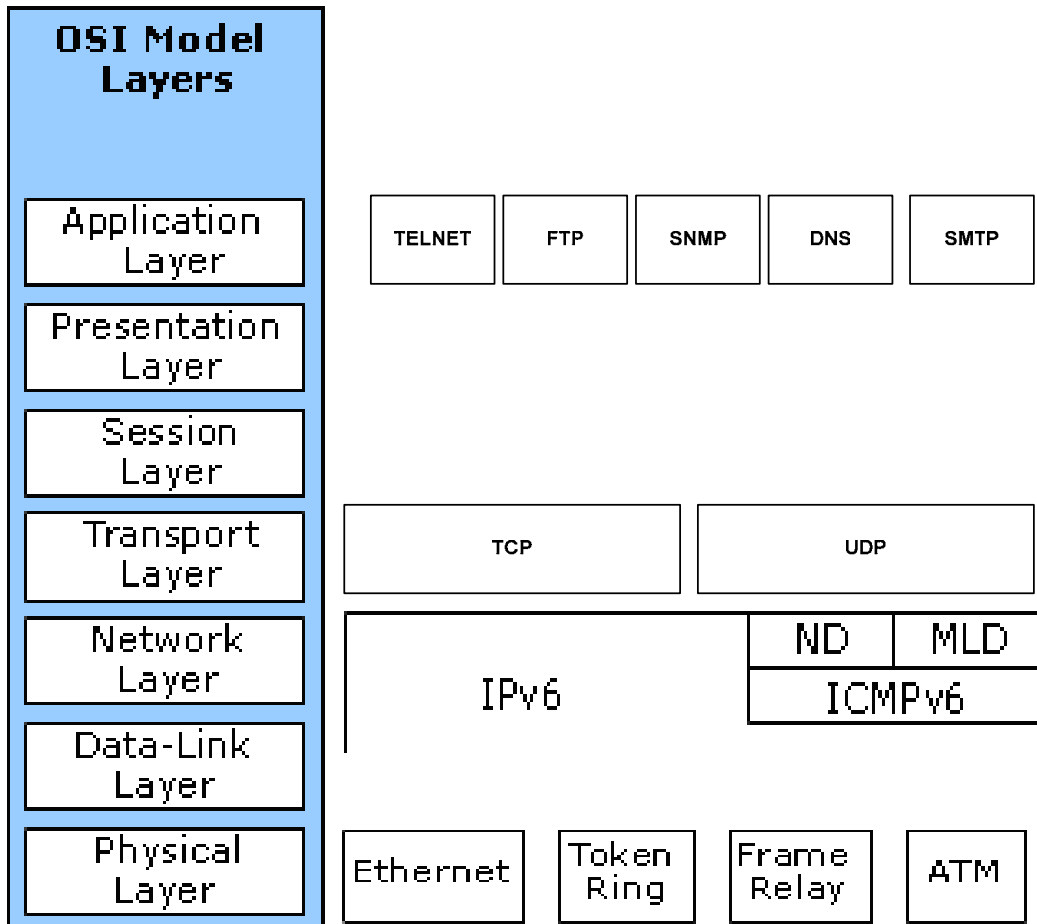 OSI Model
Layers
Application
Layer
TELNET
FTP
SNMP
DNS
SMTP
Presentation
Layer
Session
Layer
Transport
Layer
TCP
UDP
Network
Layer
IPv6
ND
MLD
ICMPv6
Data-Link
Layer
Physical
Layer
Ethernet
Token
Ring
Frame
Relay
ATM